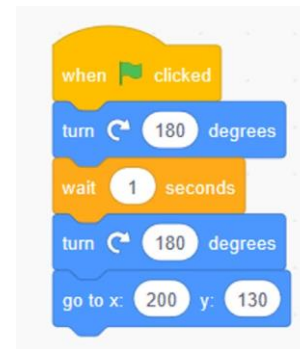 when clicked
turn 180 degrees
wait 1 seconds
turn 180 degrees
go to x: 200 y: 130